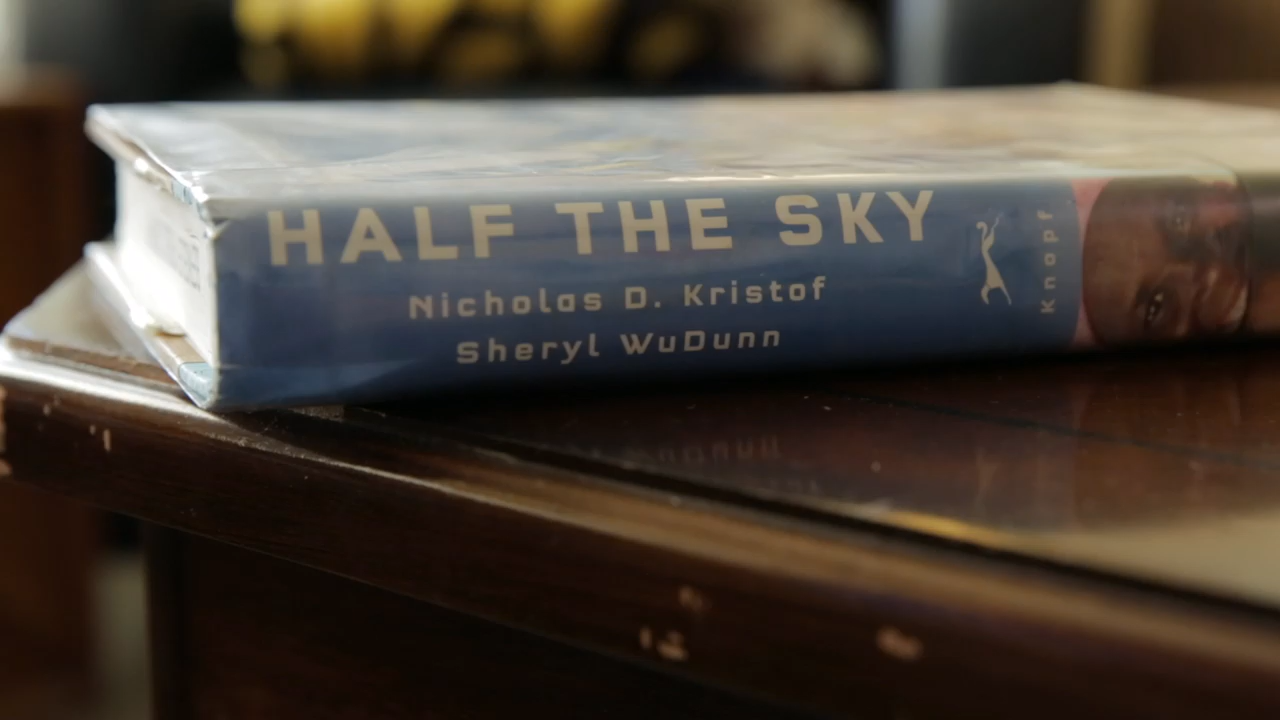 HALF THE SKY
Nicholas D. Kristof
Sheryl WuDunn
Knopf